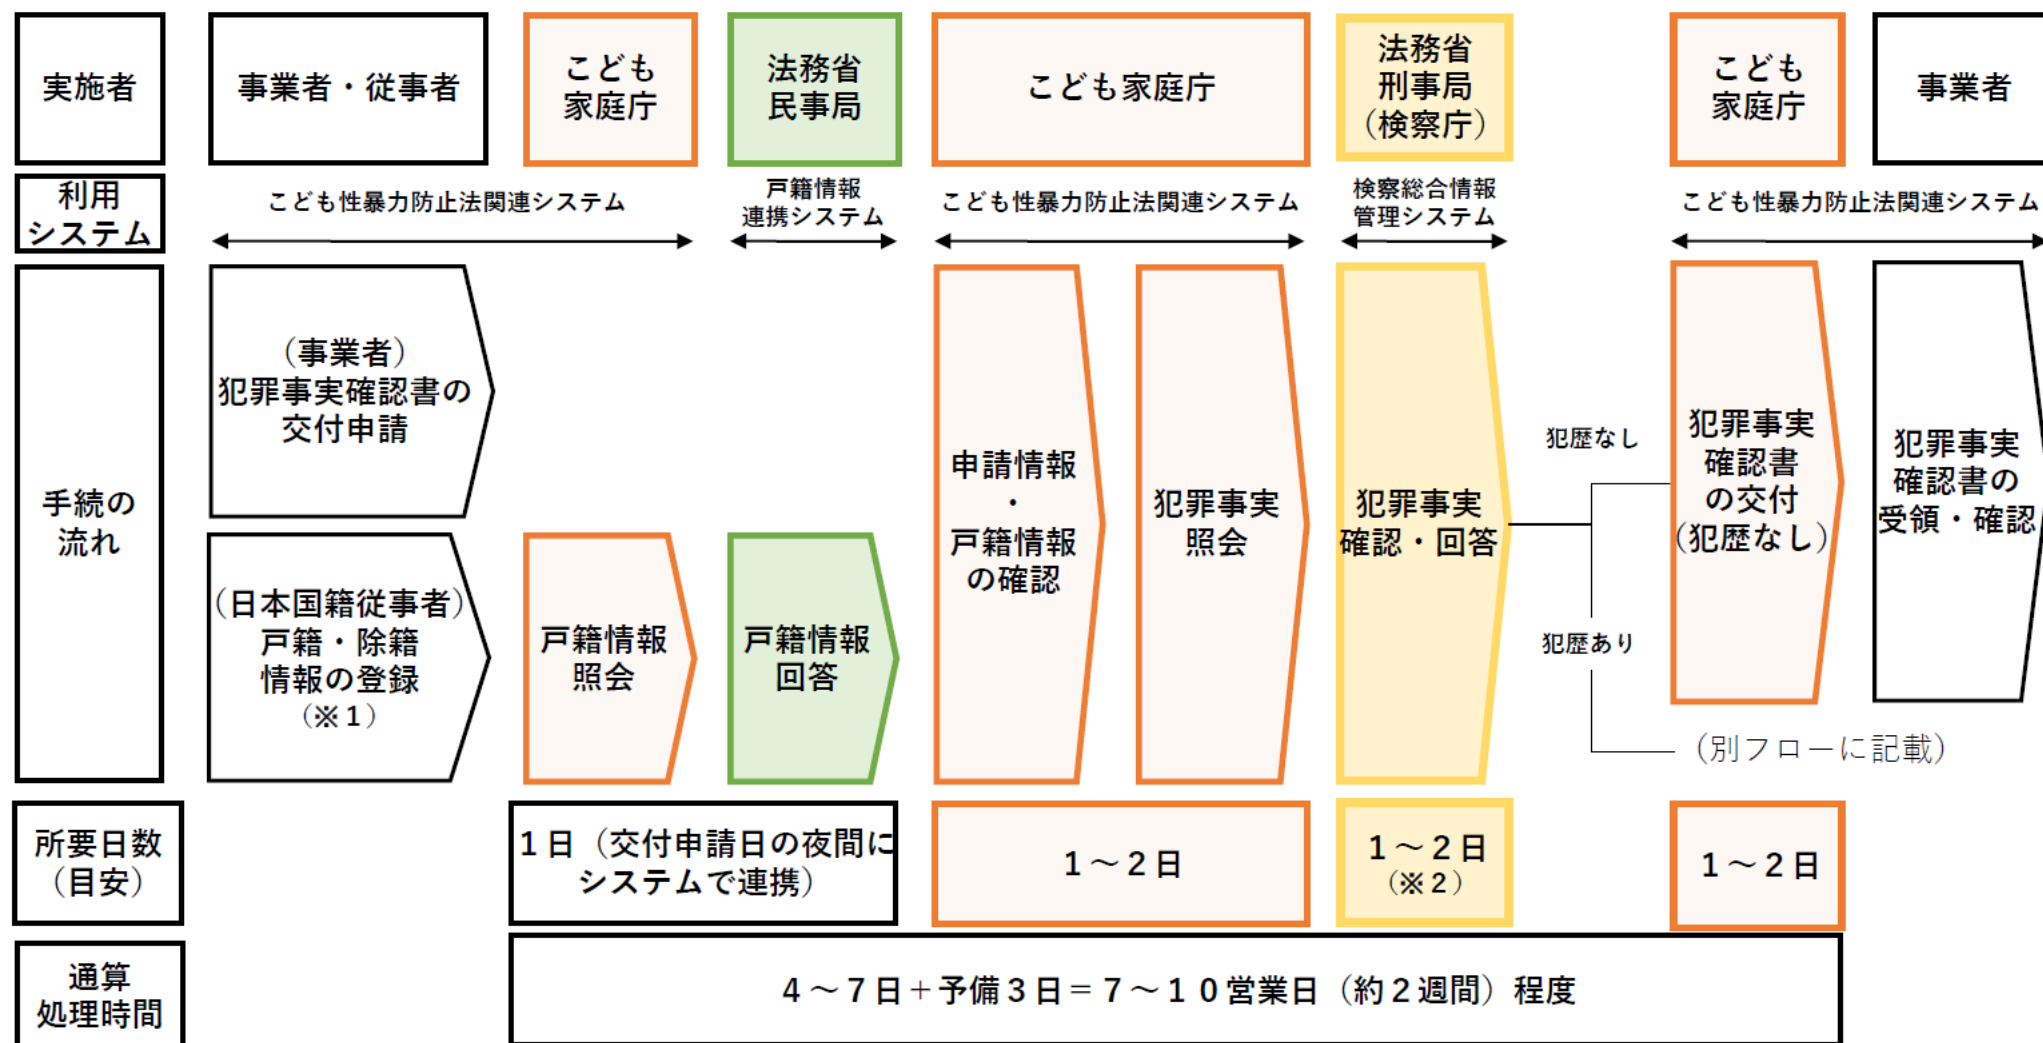 実施者
事業者・従事者
こども
家庭庁
法務省
民事局
こども家庭庁
法務省
刑事局
（検察庁）
こども
家庭庁
事業者
利用
システム
こども性暴力防止法関連システム
戸籍情報
連携システム
こども性暴力防止法関連システム
検察総合情報
管理システム
こども性暴力防止法関連システム
手続の
流れ
（事業者）
犯罪事実確認書の
交付申請
（日本国籍従事者）
戸籍・除籍
情報の登録
（※１）
戸籍情報
照会
戸籍情報
回答
申請情報
・
戸籍情報
の確認
犯罪事実
照会
犯罪事実
確認・回答
犯歴なし
犯歴あり
犯罪事実
確認書
の交付
（犯歴なし）
（別フローに記載）
犯罪事実
確認書の
受領・確認
所要日数
（目安）
１日（交付申請日の夜間に
システムで連携）
１～２日
１～２日
（※２）
１～２日
通算
処理時間
４～７日＋予備３日＝７～１０営業日（約２週間）程度